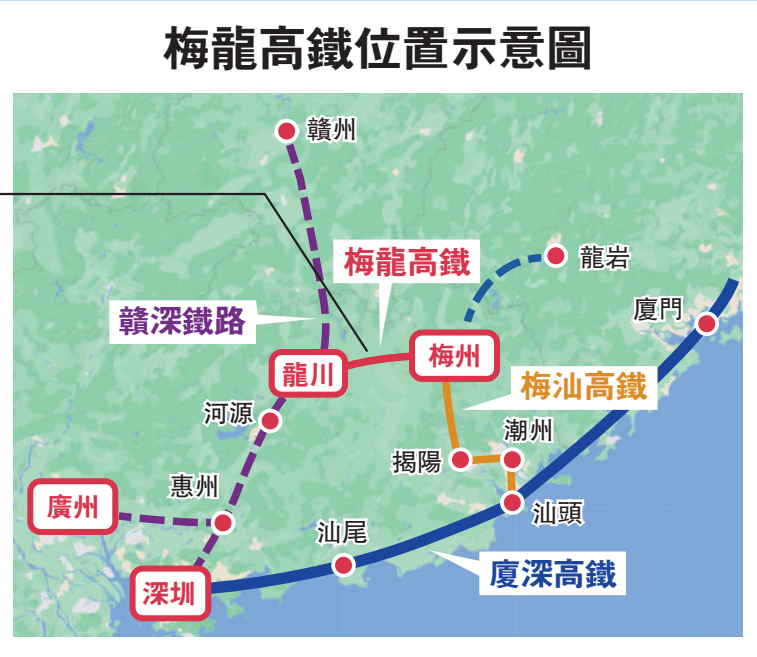 梅龍高鐵位置示意圖
贛州
梅龍高鐵
龍岩
贛深鐵路
廈門
梅州
龍川
梅汕高鐵
河源
潮州
揭陽
惠州
廣州
汕頭
汕尾
廈深高鐵
深圳